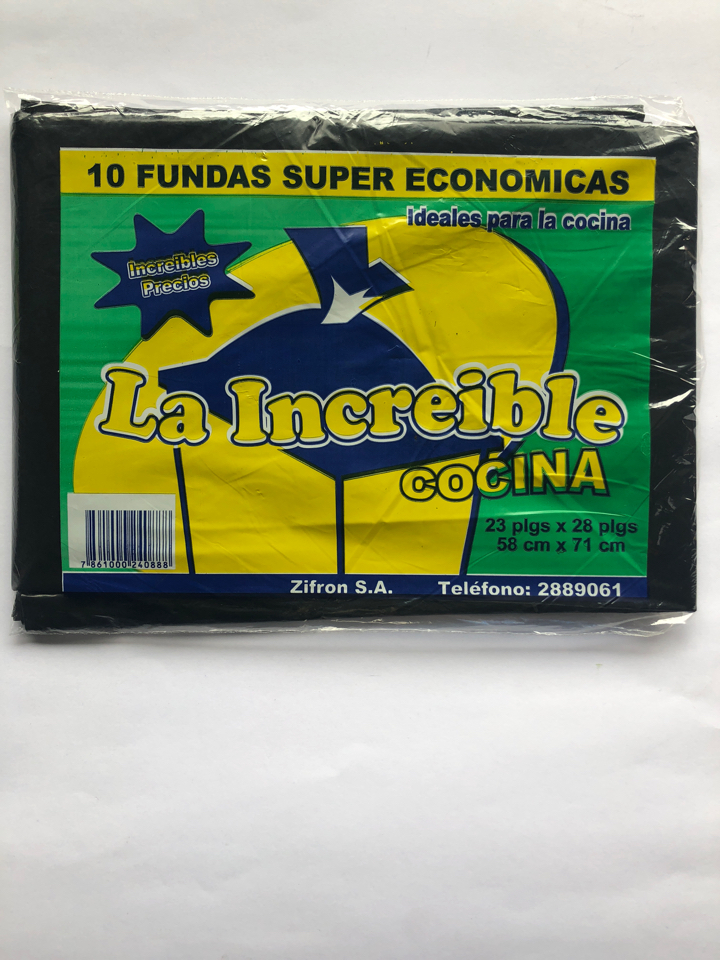 10 FUNDAS SUPER ECONOMICAS
Ideales para la cocina
Increibles
Precios
La Increible
COCINA
23 plgs x 28 plgs
58 cm x 71 cm
7 861000 240888
Zifron S.A. Teléfono: 2889061